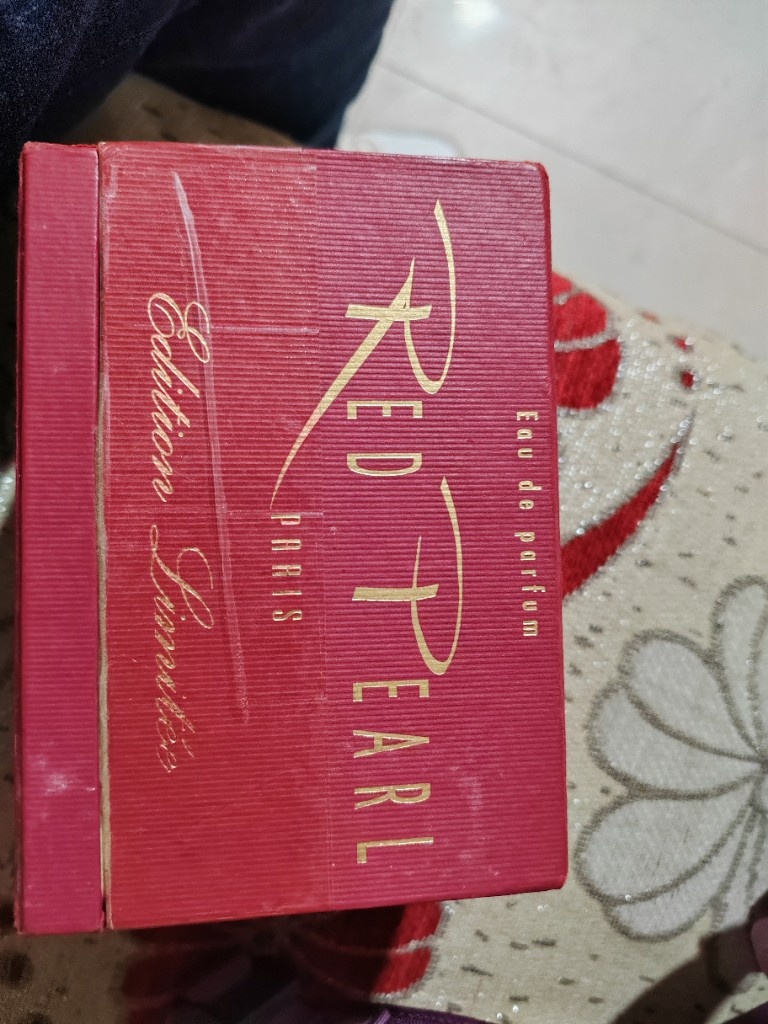 Eau de parfum
RED PEARL
PARIS
Edition Limitée